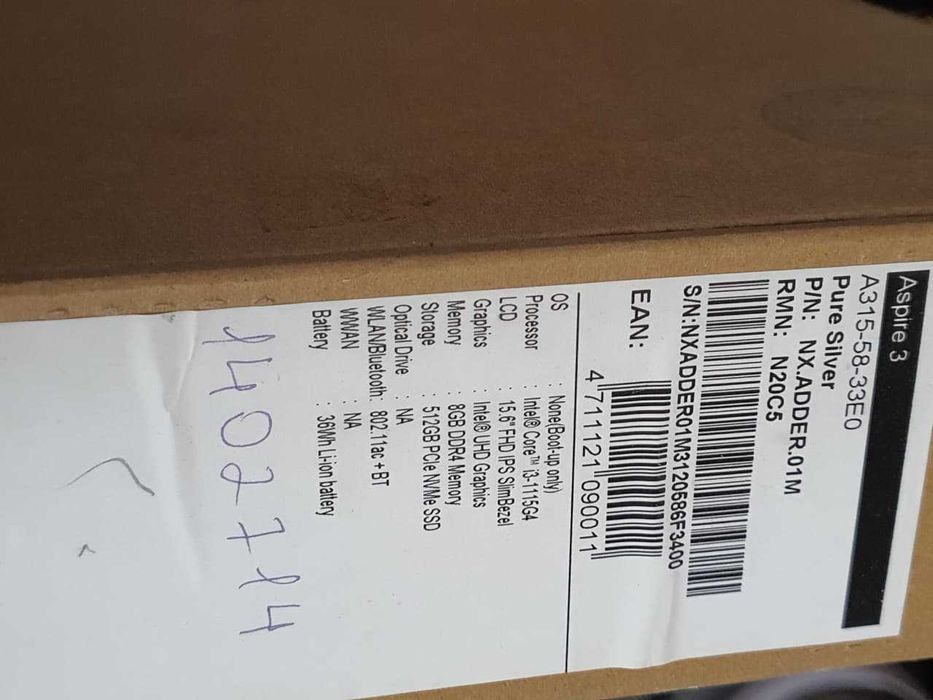 Aspire 3
A315-58-33E0
Pure Silver
P/N: NX.ADDER.01M
RMN: N20C5
S/N:NXADDER01M3120586F3400
EAN:
4 711121 090011
OS : None(Boot-up only)
Processor : Intel® Core™ i3-1115G4
LCD : 15.6" FHD IPS SlimBezel
Graphics : Intel® UHD Graphics
Memory : 8GB DDR4 Memory
Storage : 512GB PCIe NVMe SSD
Optical Drive : NA
WLAN/Bluetooth: 802.11ac + BT
WWAN : NA
Battery : 36Wh Li-ion battery
1402714